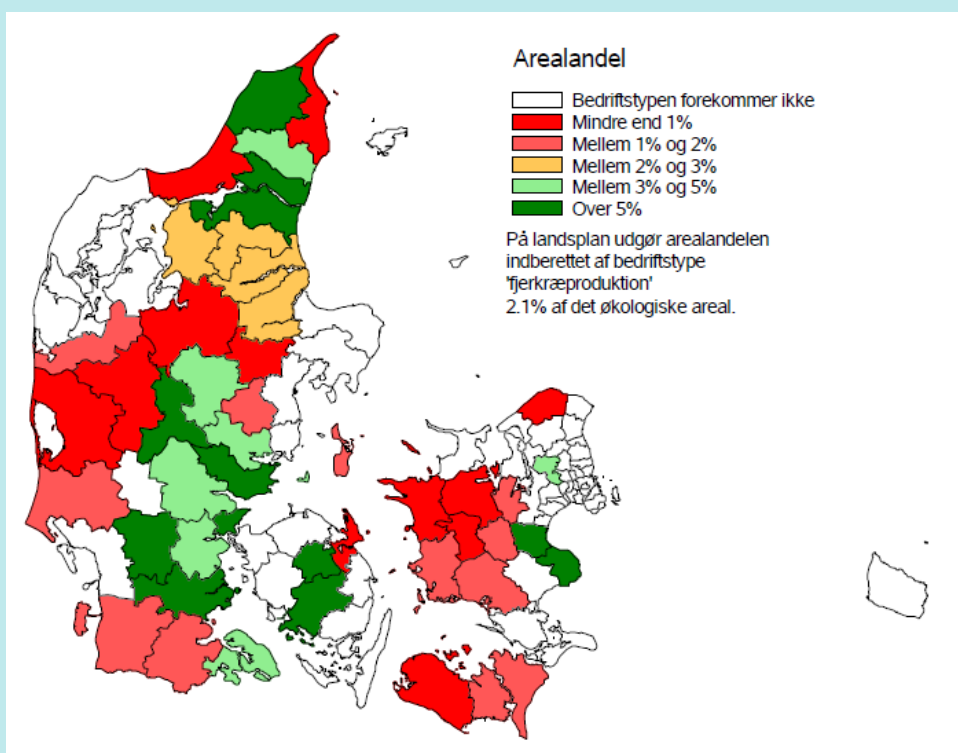 Arealandel
Bedriftstypen forekommer ikke
Mindre end 1%
Mellem 1% og 2%
Mellem 2% og 3%
Mellem 3% og 5%
Over 5%
På landsplan udgør arealandelen
indberettet af bedriftstype
'fjerkræproduktion'
2.1% af det økologiske areal.